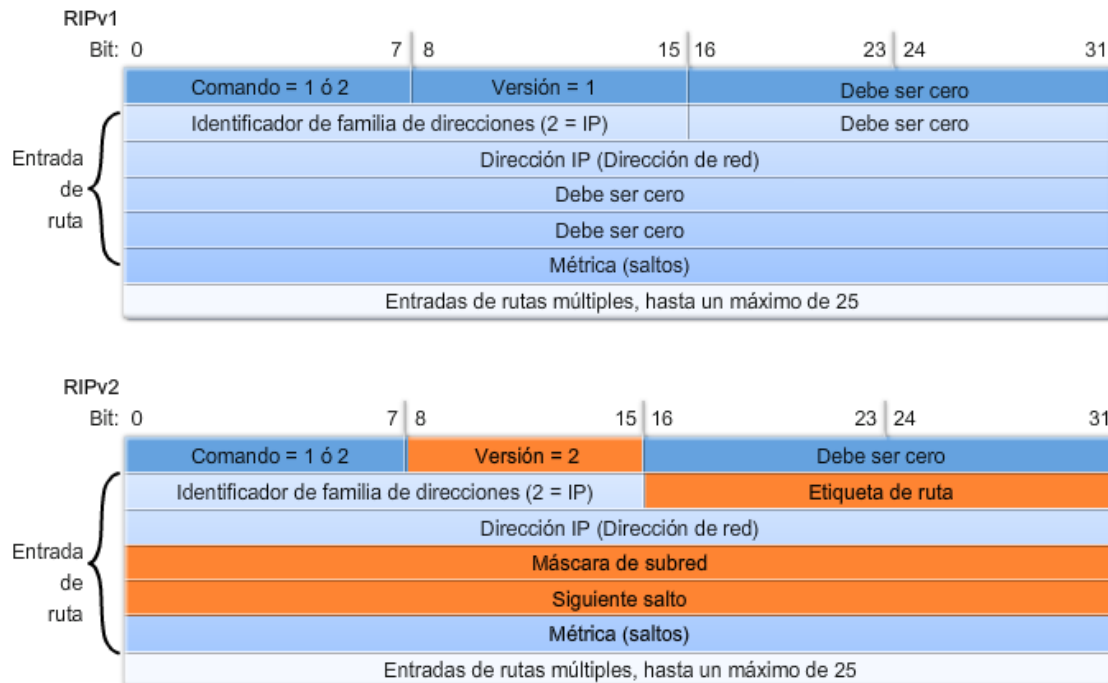 RIPv1
Bit: 0 7 8 15 16 23 24 31
Comando = 1 ó 2 Versión = 1 Debe ser cero
Identificador de familia de direcciones (2 = IP) Debe ser cero
Dirección IP (Dirección de red)
Debe ser cero
Debe ser cero
Métrica (saltos)
Entrada
de
ruta
Entradas de rutas múltiples, hasta un máximo de 25
RIPv2
Bit: 0 7 8 15 16 23 24 31
Comando = 1 ó 2 Versión = 2 Debe ser cero
Identificador de familia de direcciones (2 = IP) Etiqueta de ruta
Dirección IP (Dirección de red)
Máscara de subred
Siguiente salto
Métrica (saltos)
Entrada
de
ruta
Entradas de rutas múltiples, hasta un máximo de 25